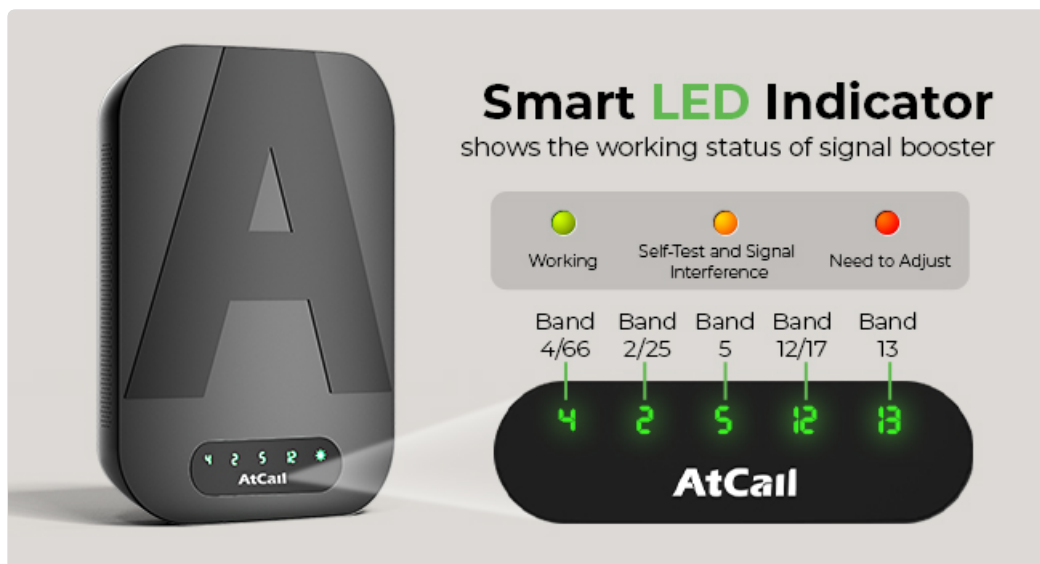 Smart LED Indicator
shows the working status of signal booster
Working
Self-Test and Signal
Interference
Need to Adjust
Band
4/66
Band
2/25
Band
5
Band
12/17
Band
13
4 2 5 12 13
AtCall
A
4 2 5 12
AtCall